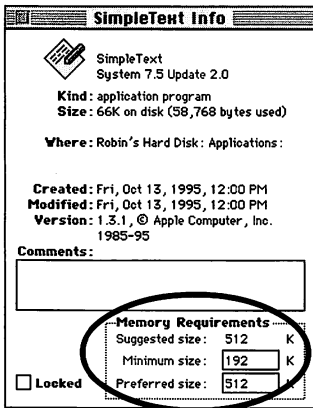 SimpleText Info
SimpleText
System 7.5 Update 2.0
Kind: application program
Size: 66K on disk (58,768 bytes used)
Where: Robin's Hard Disk: Applications:
Created: Fri, Oct 13, 1995, 12:00 PM
Modified: Fri, Oct 13, 1995, 12:00 PM
Version: 1.3.1, © Apple Computer, Inc.
1985-95
Comments:
Memory Requirements
Suggested size: 512 K
Minimum size: 192 K
Locked
Preferred size: 512 K